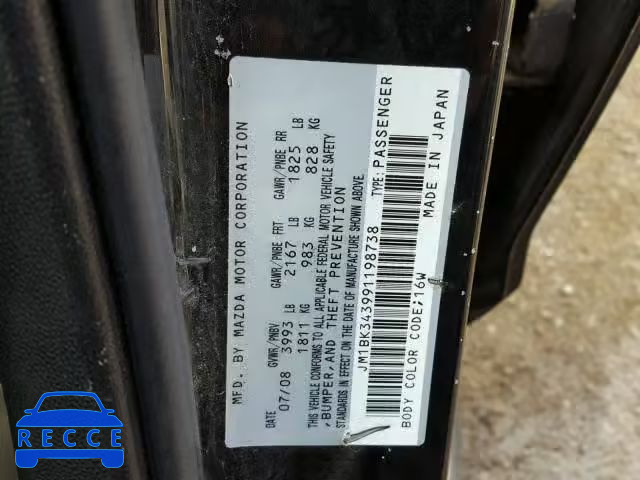 MFD. BY MAZDA MOTOR CORPORATION
DATE GVWR/PNBV GAWR/PNBE FRT GAWR/PNBE RR
07/08 3993 LB 2167 LB 1825 LB
1811 KG 983 KG 828 KG
THIS VEHICLE CONFORMS TO ALL APPLICABLE FEDERAL MOTOR VEHICLE SAFETY
,BUMPER,AND THEFT PREVENTION
STANDARDS IN EFFECT ON THE DATE OF MANUFACTURE SHOWN ABOVE.
JM1BK343991198738 TYPE: PASSENGER
BODY COLOR CODE:16W MADE IN JAPAN
RECCE